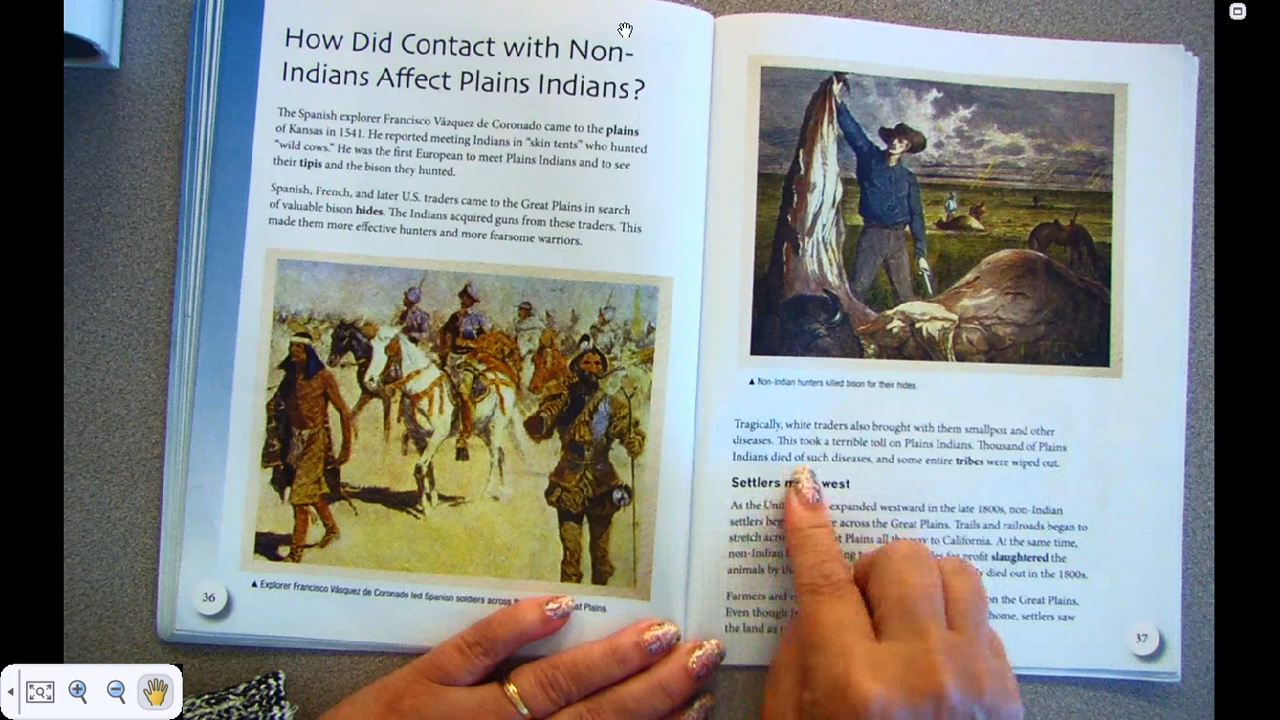 How Did Contact with Non-
Indians Affect Plains Indians?
The Spanish explorer Francisco Vázquez de Coronado came to the plains
of Kansas in 1541. He reported meeting Indians in "skin tents" who hunted
"wild cows." He was the first European to meet Plains Indians and to see
their tipis and the bison they hunted.
Spanish, French, and later U.S. traders came to the Great Plains in search
of valuable bison hides. The Indians acquired guns from these traders. This
made them more effective hunters and more fearsome warriors.
▲ Explorer Francisco Vásquez de Coronado led Spanish soldiers across Plains.
36
▲ Non-Indian hunters killed bison for their hides.
Tragically, white traders also brought with them smallpox and other
diseases. This took a terrible toll on Plains Indians. Thousand of Plains
Indians died of such diseases, and some entire tribes were wiped out.
Settlers west
As the expanded westward in the late 1800s, non-Indian
settlers across the Great Plains. Trails and railroads began to
stretch Plains all the way to California. At the same time,
non-Indian for profit slaughtered the
animals by died out in the 1800s.
Farmers and on the Great Plains.
Even though home, settlers saw
the land as
37